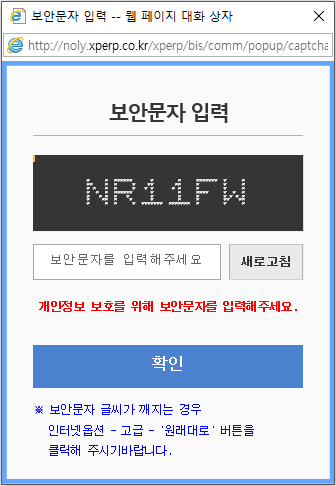 보안문자 입력 -- 웹 페이지 대화 상자
http://noly.xperp.co.kr/xperp/bis/comm/popup/captcha
보안문자 입력
NR11FW
보안문자를 입력해주세요
새로고침
개인정보 보호를 위해 보안문자를 입력해주세요.
확인
※ 보안문자 글씨가 깨지는 경우
인터넷옵션 - 고급 - '원래대로' 버튼을
클릭해 주시기바랍니다.